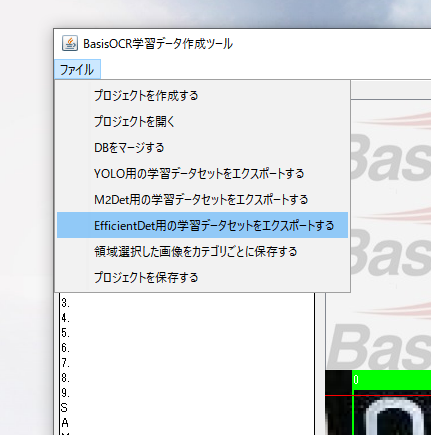 BasisOCR学習データ作成ツール
ファイル
プロジェクトを作成する
プロジェクトを開く
DBをマージする
YOLO用の学習データセットをエクスポートする
M2Det用の学習データセットをエクスポートする
EfficientDet用の学習データセットをエクスポートする
領域選択した画像をカテゴリごとに保存する
プロジェクトを保存する
Bas
Bas
Bas
3.
4.
5.
6.
7.
8.
9.
S
A
0